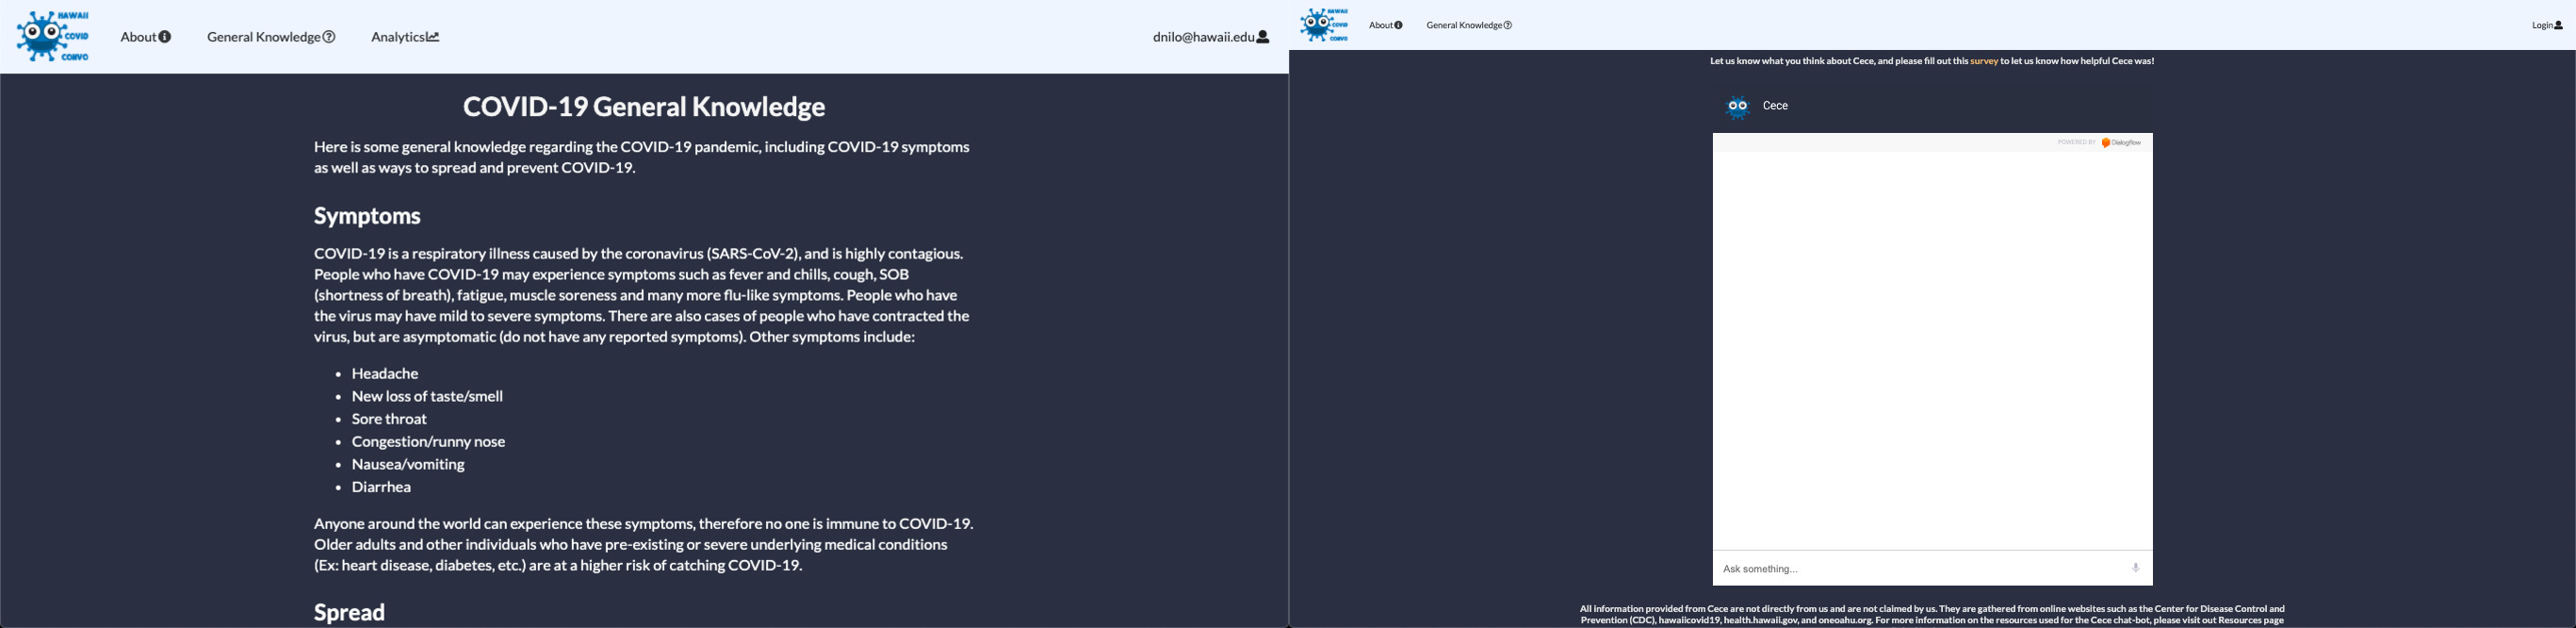 HAWAII
COVID
CONVO
About
General Knowledge
Analytics
dnilo@hawaii.edu
COVID-19 General Knowledge
Here is some general knowledge regarding the COVID-19 pandemic, including COVID-19 symptoms
as well as ways to spread and prevent COVID-19.
Symptoms
COVID-19 is a respiratory illness caused by the coronavirus (SARS-CoV-2), and is highly contagious.
People who have COVID-19 may experience symptoms such as fever and chills, cough, SOB
(shortness of breath), fatigue, muscle soreness and many more flu-like symptoms. People who have
the virus may have mild to severe symptoms. There are also cases of people who have contracted the
virus, but are asymptomatic (do not have any reported symptoms). Other symptoms include:
• Headache
• New loss of taste/smell
• Sore throat
• Congestion/runny nose
• Nausea/vomiting
• Diarrhea
Anyone around the world can experience these symptoms, therefore no one is immune to COVID-19.
Older adults and other individuals who have pre-existing or severe underlying medical conditions
(Ex: heart disease, diabetes, etc.) are at a higher risk of catching COVID-19.
Spread
HAWAII
COVID
CONVO
About
General Knowledge
Login
Let us know what you think about Cece, and please fill out this survey to let us know how helpful Cece was!
Cece
POWERED BY Dialogflow
Ask something...
All information provided from Cece are not directly from us and are not claimed by us. They are gathered from online websites such as the Center for Disease Control and
Prevention (CDC), hawaiicovid19, health.hawaii.gov, and oneoahu.org. For more information on the resources used for the Cece chat-bot, please visit out Resources page